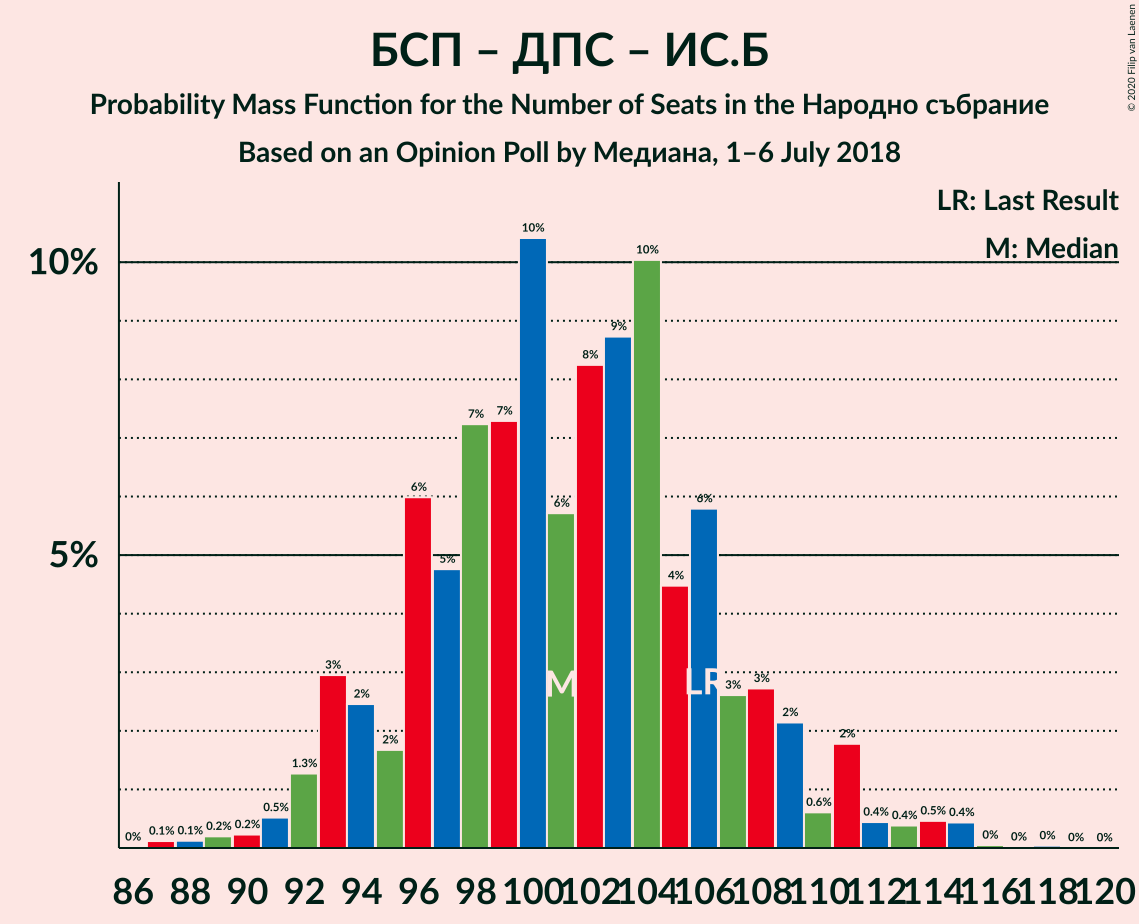 БСП – ДПС – ИС.Б
Probability Mass Function for the Number of Seats in the Народно събрание
Based on an Opinion Poll by Медиана, 1–6 July 2018
© 2020 Filip van Laenen
LR: Last Result
M: Median
10%
5%
0% 0.1% 0.1% 0.2% 0.2% 0.5% 1.3% 3% 2% 2% 6% 5% 7% 7% 10% 6% 8% 9% 10% 4% 6% 3% 3% 2% 0.6% 2% 0.4% 0.4% 0.5% 0.4% 0% 0% 0% 0% 0%
M LR
86 88 90 92 94 96 98 100 102 104 106 108 110 112 114 116 118 120